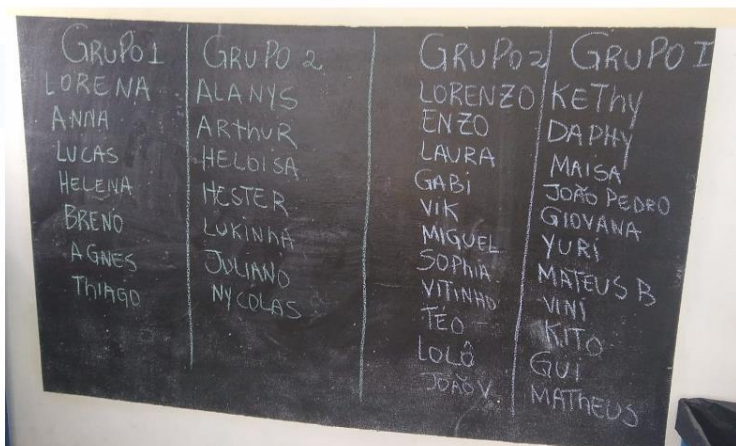 GRUPO 1
LORENA
ANNA
LUCAS
HELENA
BRENO
AGNES
THIAGO
GRUPO 2
ALANYS
ARTHUR
HELOISA
HESTER
LUKINHA
JULIANO
NYCOLAS
GRUPO 2
LORENZO
ENZO
LAURA
GABI
VIK
MIGUEL
SOPHIA
VITINHO
TEO
LOLÔ
JOÃO V.
GRUPO I
KETHY
DAPHY
MAISA
JOÃO PEDRO
GIOVANA
YURI
MATEUS B
VINI
KITO
GUI
MATHEUS